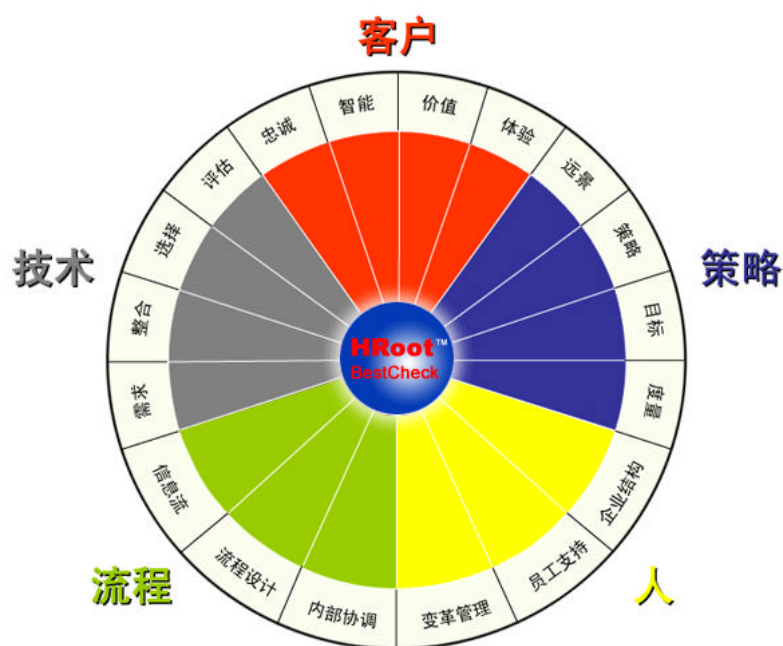 客户
忠诚
智能
价值
体验
远景
策略
目标
度量
策略
企业结构
员工支持
变革管理
人
内部协调
流程设计
信息流
流程
需求
整合
选择
评估
技术
HRoot™
BestCheck